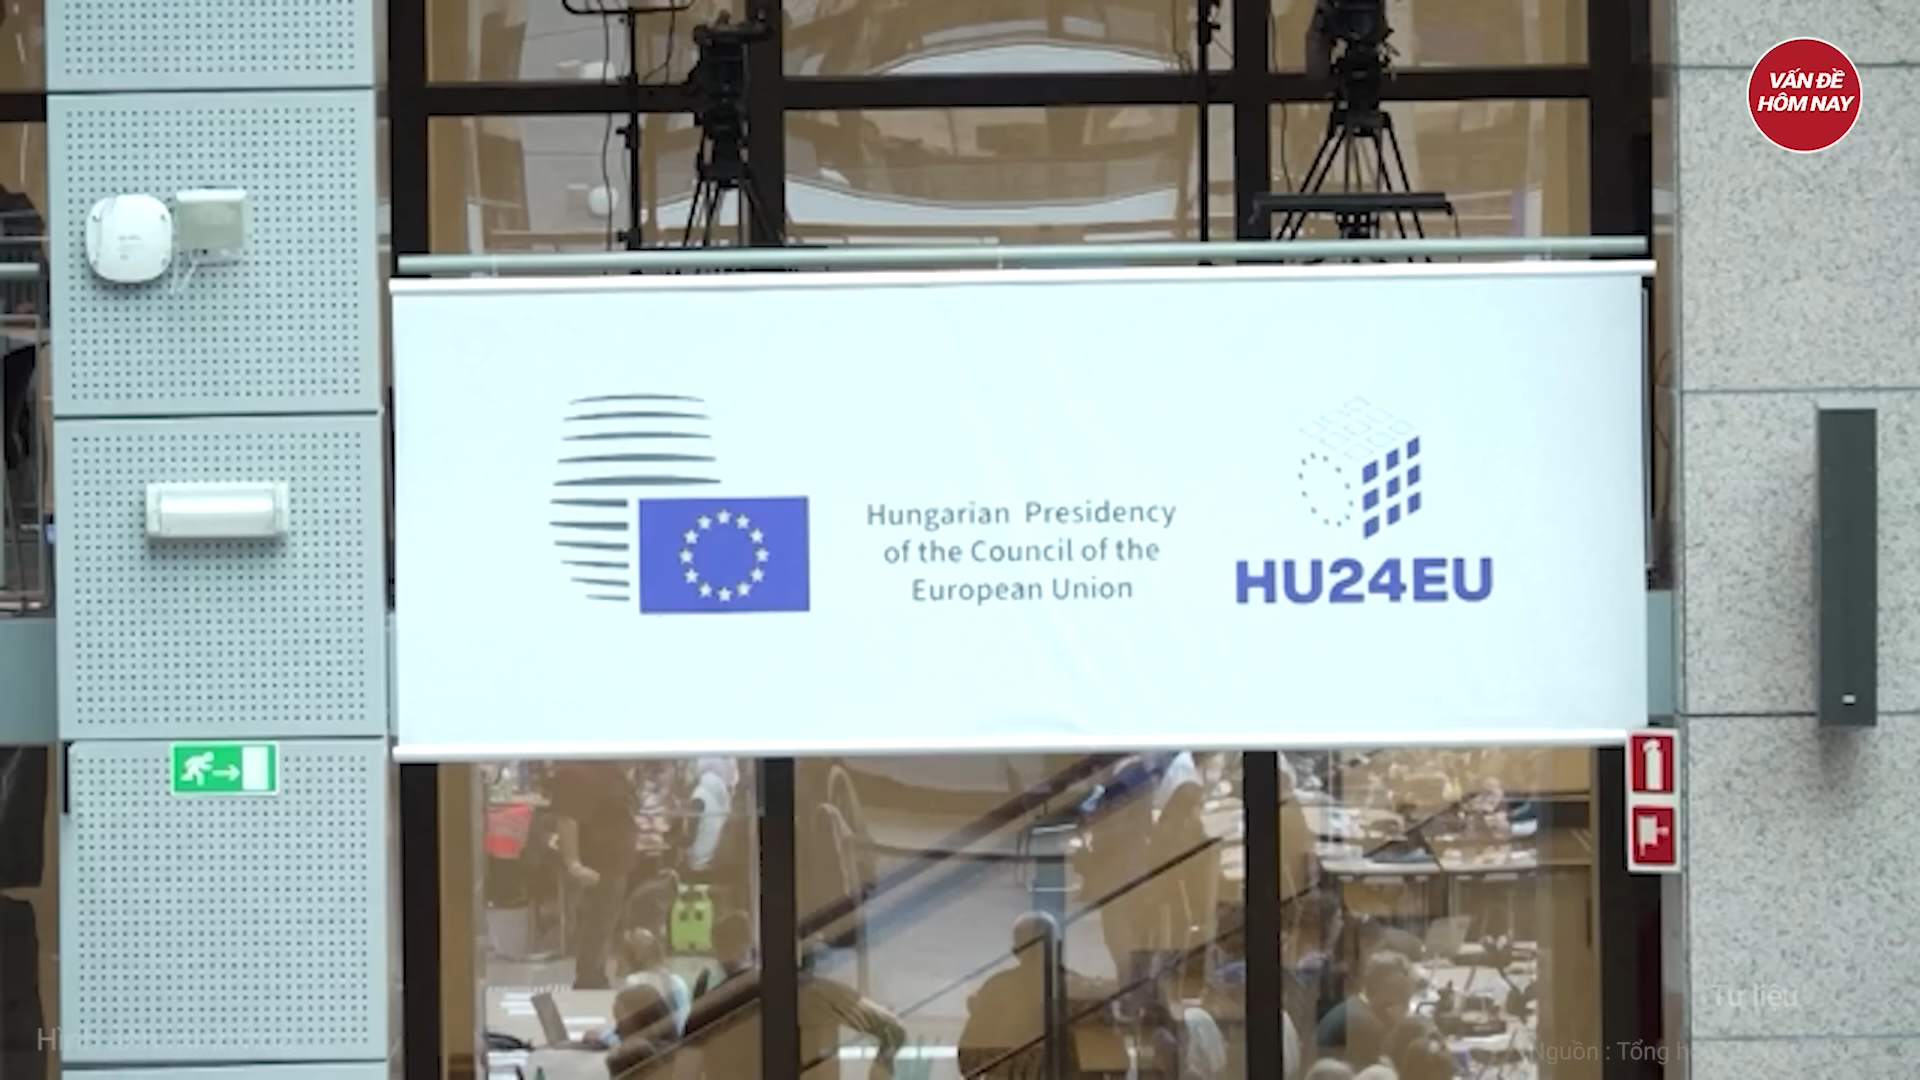 VẤN ĐỀ
HÔM NAY
Hungarian Presidency
of the Council of the
European Union
HU24EU
Tư liệu
Nguồn : Tổng